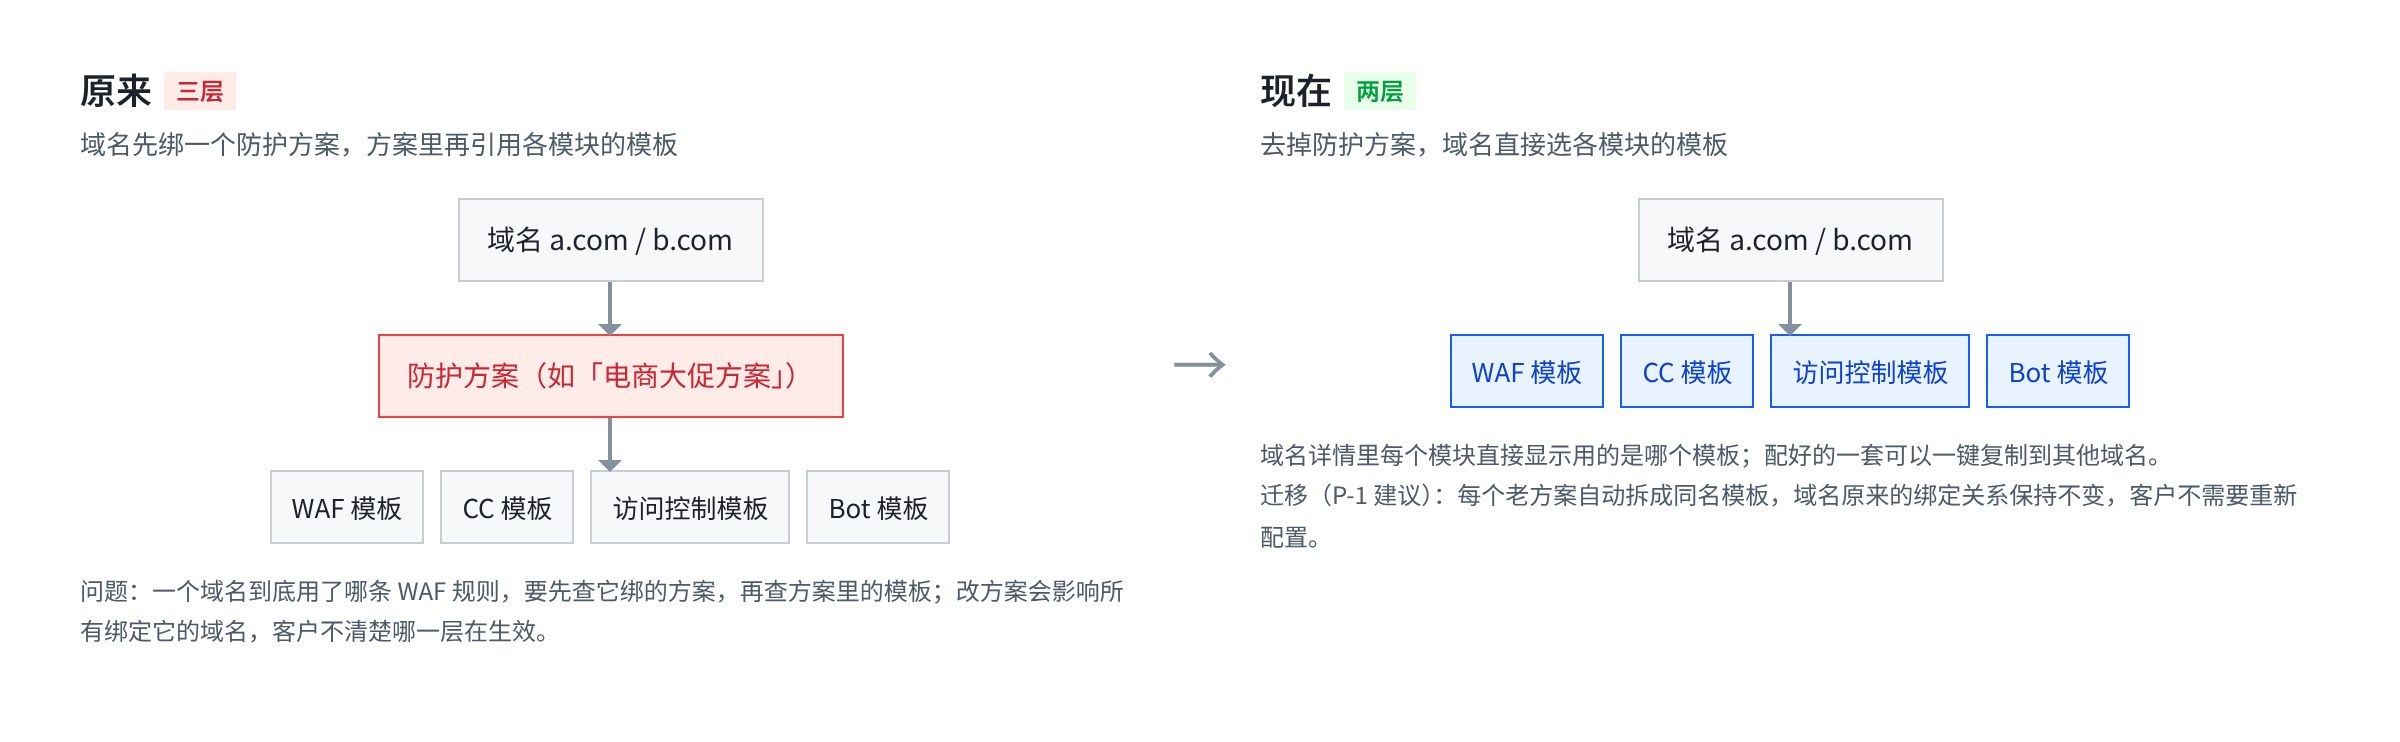 原来 三层
域名先绑一个防护方案，方案里再引用各模块的模板
域名 a.com / b.com
防护方案（如「电商大促方案」）
WAF 模板 CC 模板 访问控制模板 Bot 模板
问题：一个域名到底用了哪条 WAF 规则，要先查它绑的方案，再查方案里的模板；改方案会影响所
有绑定它的域名，客户不清楚哪一层在生效。
→
现在 两层
去掉防护方案，域名直接选各模块的模板
域名 a.com / b.com
WAF 模板 CC 模板 访问控制模板 Bot 模板
域名详情里每个模块直接显示用的是哪个模板；配好的一套可以一键复制到其他域名。
迁移（P-1 建议）：每个老方案自动拆成同名模板，域名原来的绑定关系保持不变，客户不需要重新
配置。